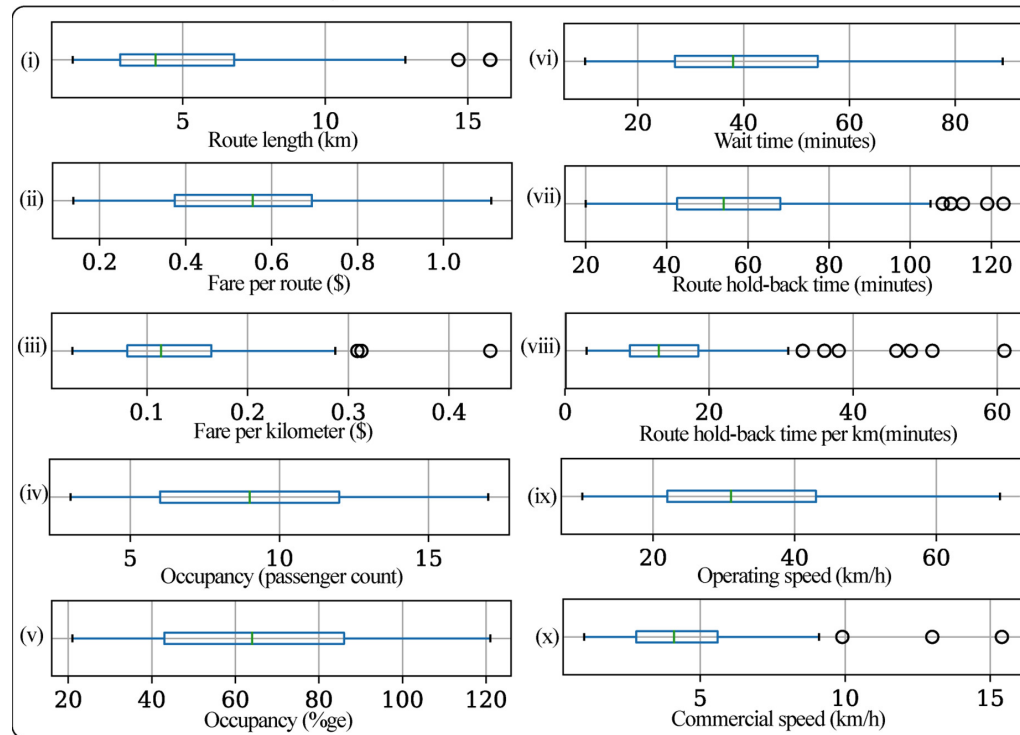 (i)
5 10 15
Route length (km)
(ii)
0.2 0.4 0.6 0.8 1.0
Fare per route ($)
(iii)
0.1 0.2 0.3 0.4
Fare per kilometer ($)
(iv)
5 10 15
Occupancy (passenger count)
(v)
20 40 60 80 100 120
Occupancy (%ge)
(vi)
20 40 60 80
Wait time (minutes)
(vii)
20 40 60 80 100 120
Route hold-back time (minutes)
(viii)
0 20 40 60
Route hold-back time per km(minutes)
(ix)
20 40 60
Operating speed (km/h)
(x)
5 10 15
Commercial speed (km/h)